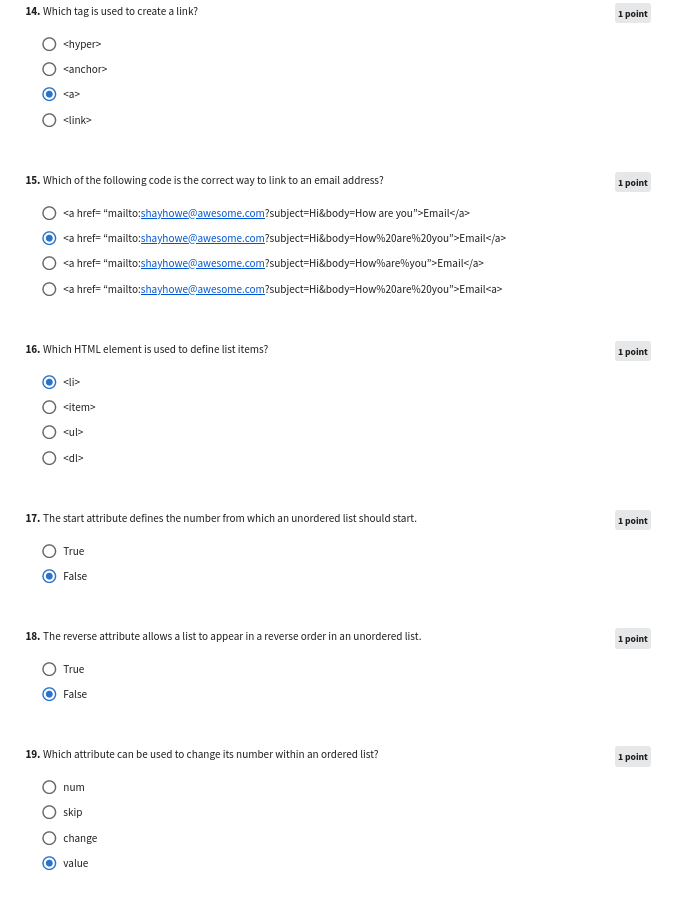 14. Which tag is used to create a link?
1 point
<hyper>
<anchor>
<a>
<link>
15. Which of the following code is the correct way to link to an email address?
1 point
<a href= “mailto:shayhowe@awesome.com?subject=Hi&body=How are you”>Email</a>
<a href= “mailto:shayhowe@awesome.com?subject=Hi&body=How%20are%20you”>Email</a>
<a href= “mailto:shayhowe@awesome.com?subject=Hi&body=How%are%you”>Email</a>
<a href= “mailto:shayhowe@awesome.com?subject=Hi&body=How%20are%20you”>Email<a>
16. Which HTML element is used to define list items?
1 point
<li>
<item>
<ul>
<dl>
17. The start attribute defines the number from which an unordered list should start.
1 point
True
False
18. The reverse attribute allows a list to appear in a reverse order in an unordered list.
1 point
True
False
19. Which attribute can be used to change its number within an ordered list?
1 point
num
skip
change
value